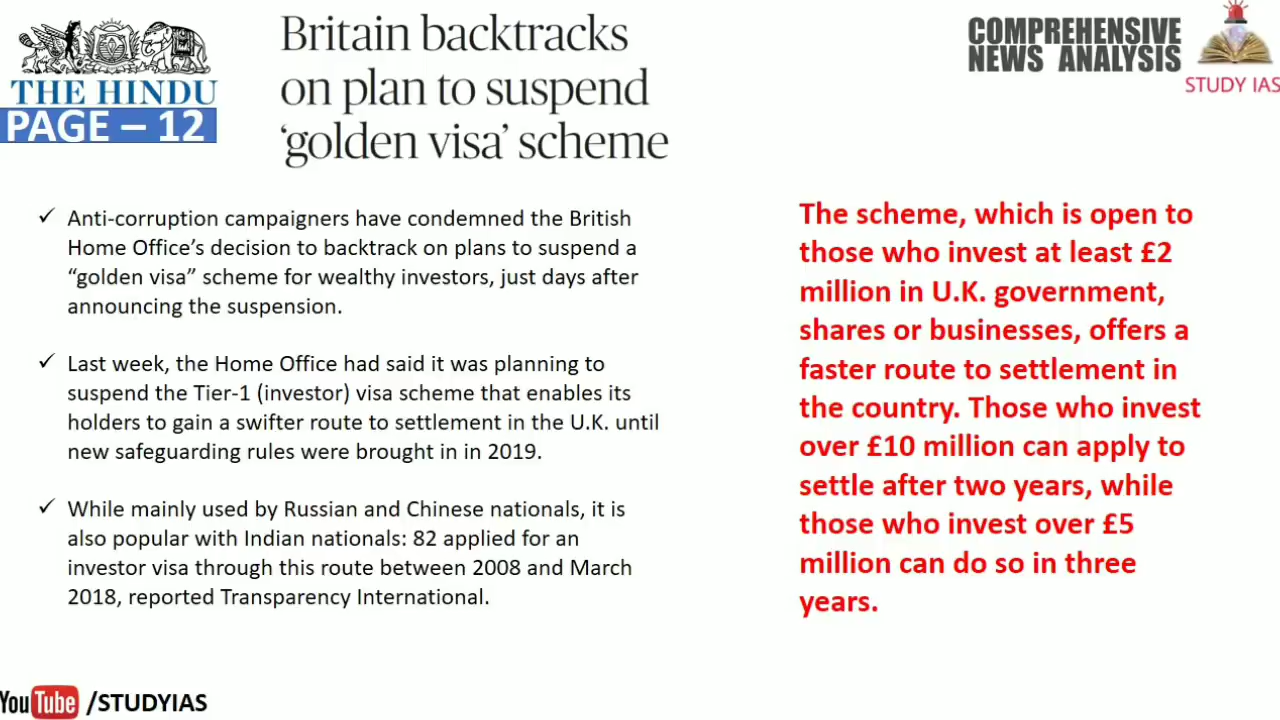 THE HINDU
PAGE – 12
Britain backtracks
on plan to suspend
‘golden visa’ scheme
COMPREHENSIVE
NEWS ANALYSIS
STUDY IAS
✓ Anti-corruption campaigners have condemned the British
Home Office’s decision to backtrack on plans to suspend a
“golden visa” scheme for wealthy investors, just days after
announcing the suspension.
✓ Last week, the Home Office had said it was planning to
suspend the Tier-1 (investor) visa scheme that enables its
holders to gain a swifter route to settlement in the U.K. until
new safeguarding rules were brought in in 2019.
✓ While mainly used by Russian and Chinese nationals, it is
also popular with Indian nationals: 82 applied for an
investor visa through this route between 2008 and March
2018, reported Transparency International.
The scheme, which is open to
those who invest at least £2
million in U.K. government,
shares or businesses, offers a
faster route to settlement in
the country. Those who invest
over £10 million can apply to
settle after two years, while
those who invest over £5
million can do so in three
years.
YouTube /STUDYIAS